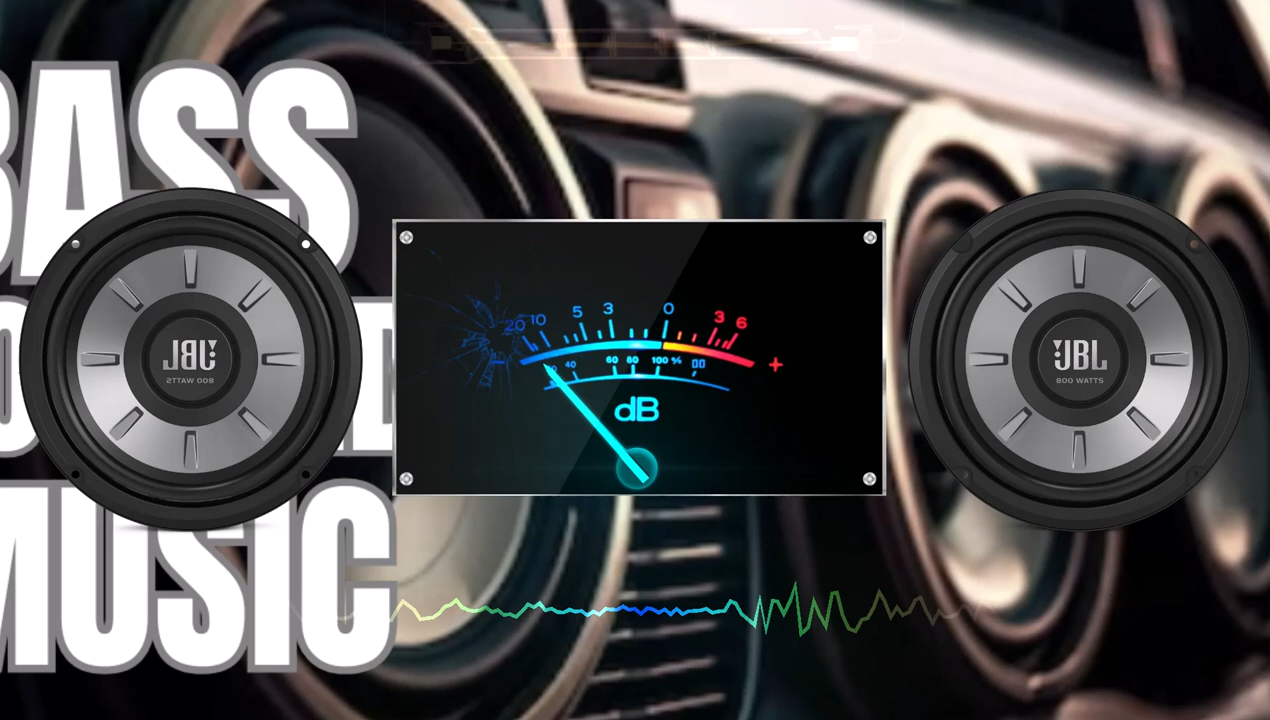 BASS
MUSIC
JBL
800 WATTS
20 10 5 3 0 3 6
- +
40 60 80 100 %
dB
JBL
800 WATTS